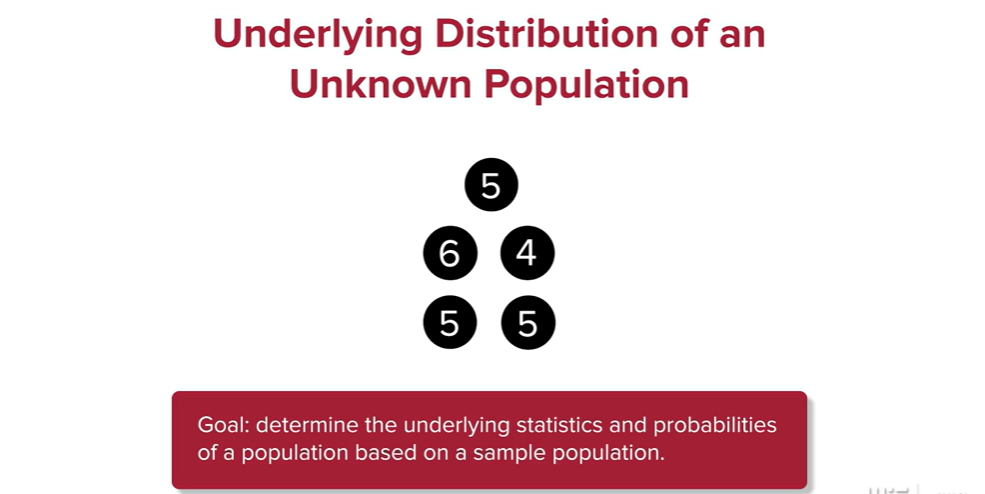 Underlying Distribution of an
Unknown Population
5
6 4
5 5
Goal: determine the underlying statistics and probabilities
of a population based on a sample population.